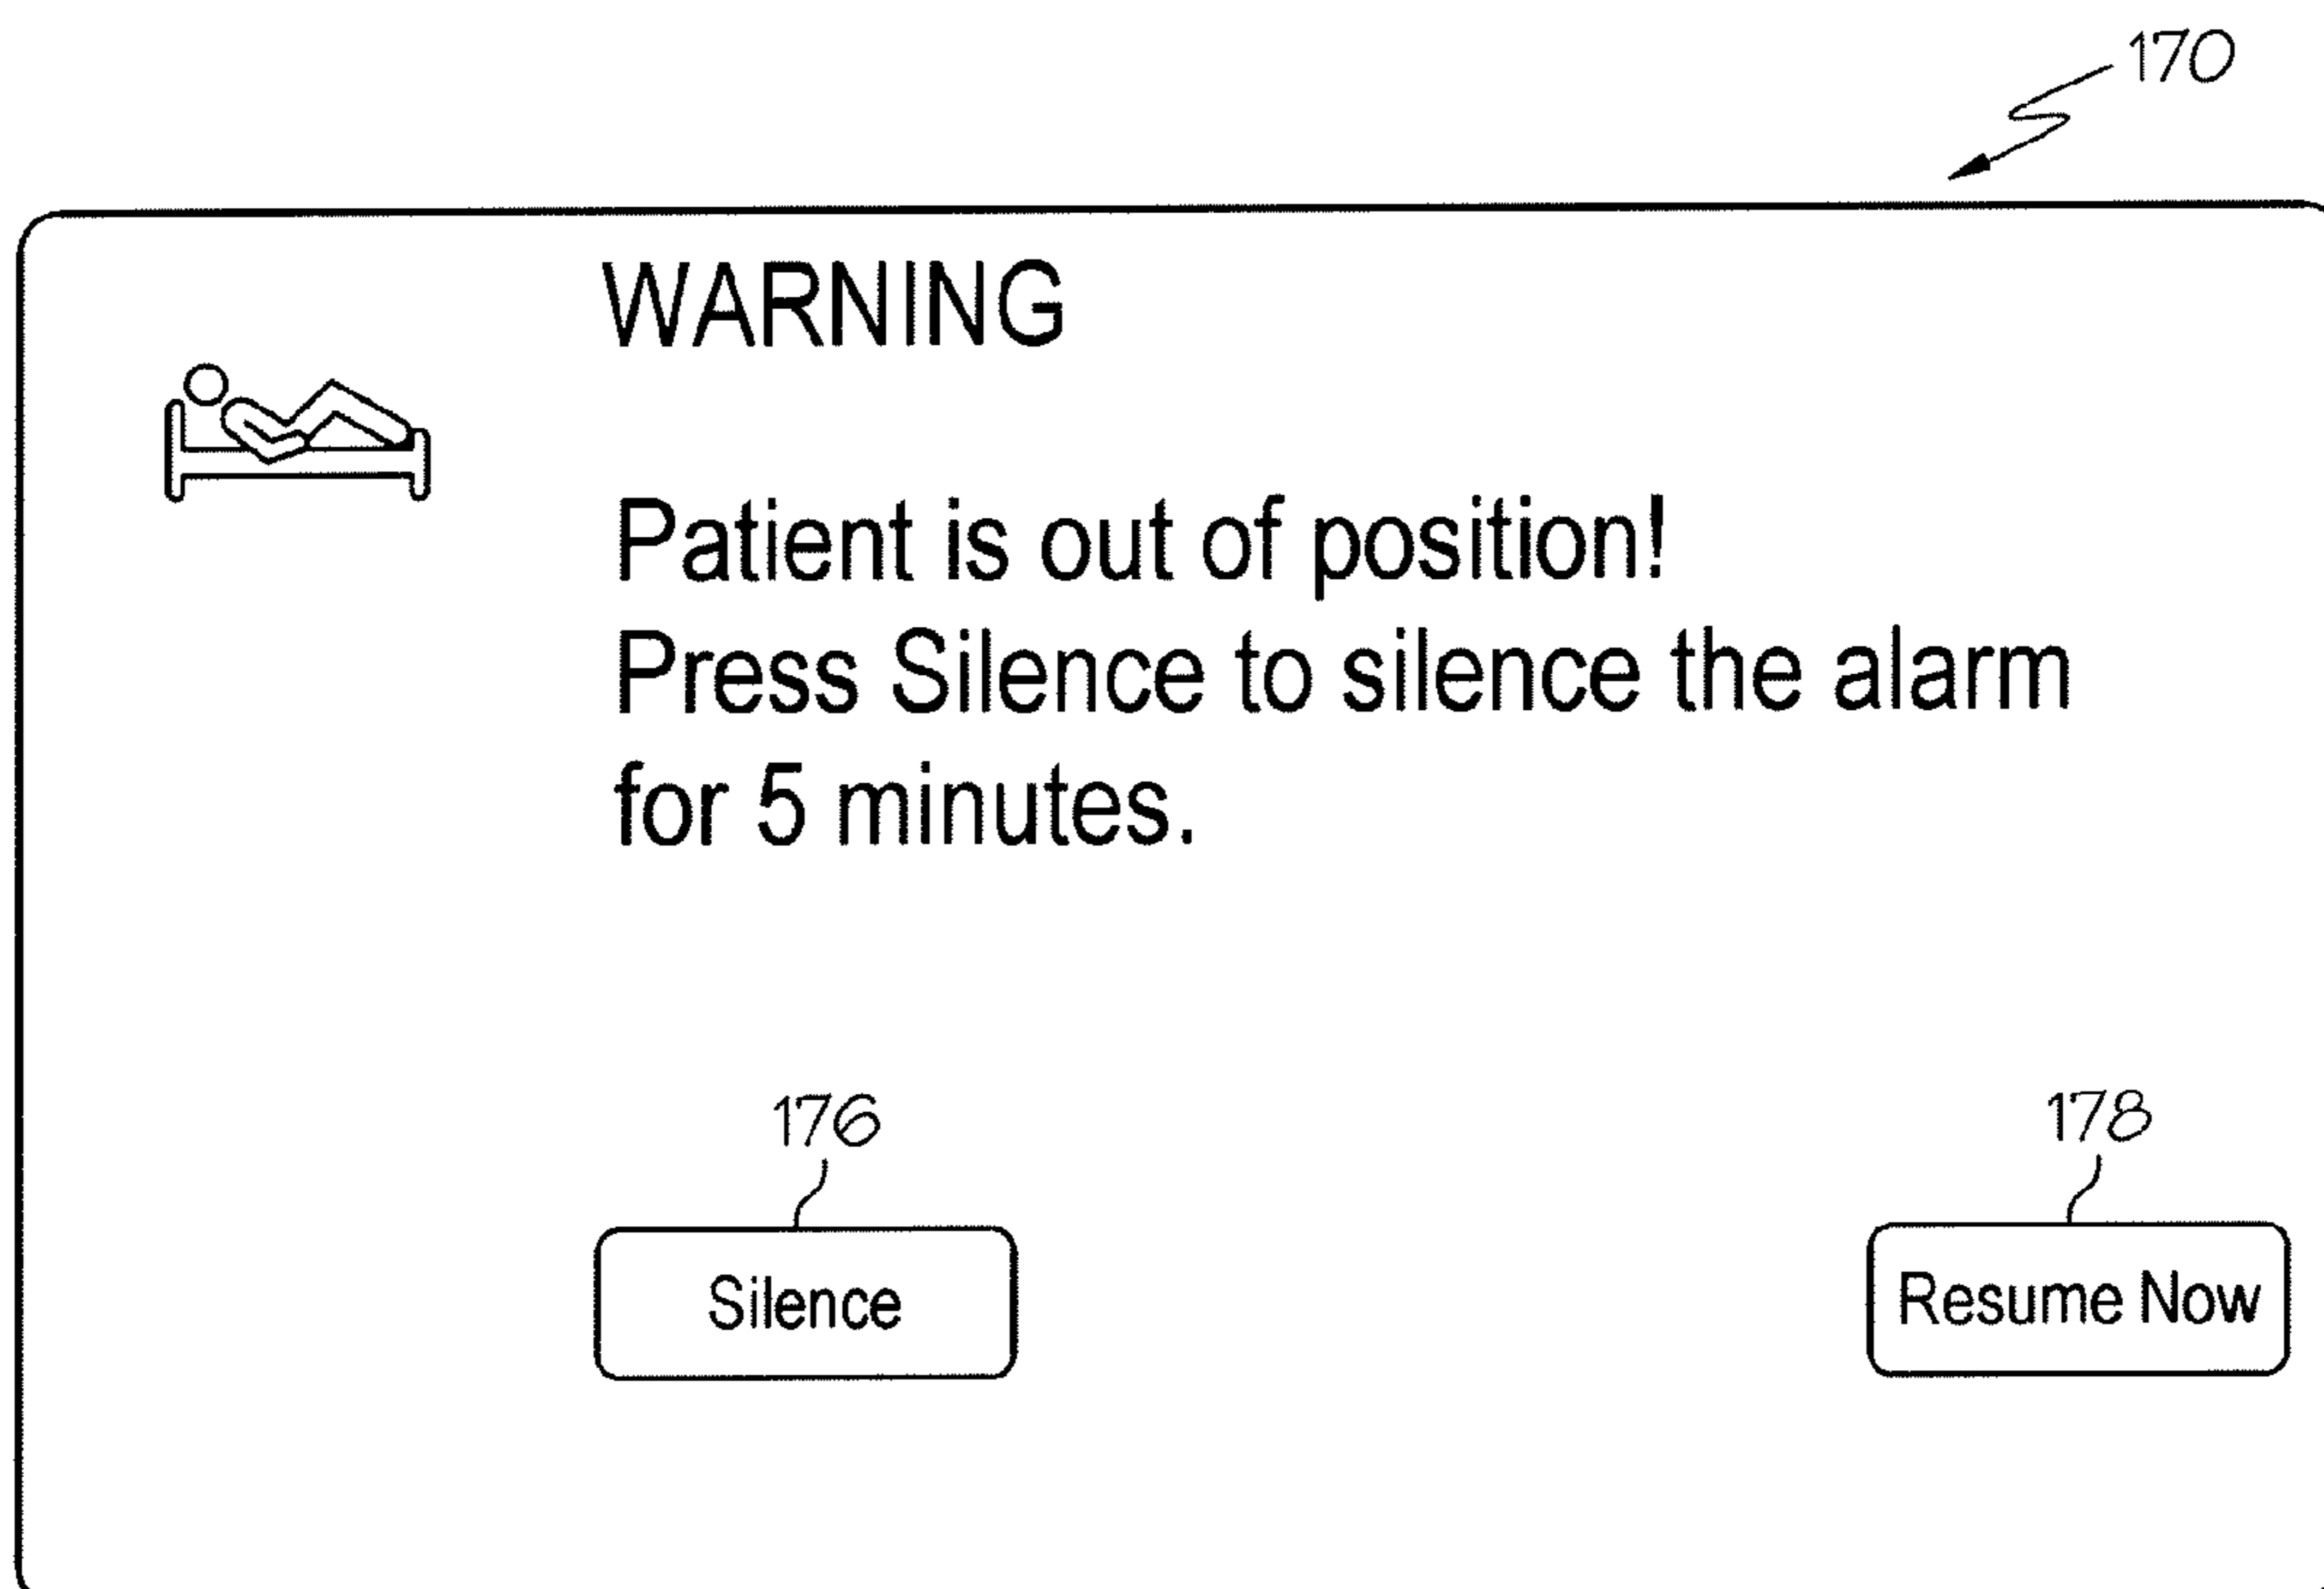 170
WARNING
Patient is out of position!
Press Silence to silence the alarm
for 5 minutes.
176
178
Silence
Resume Now